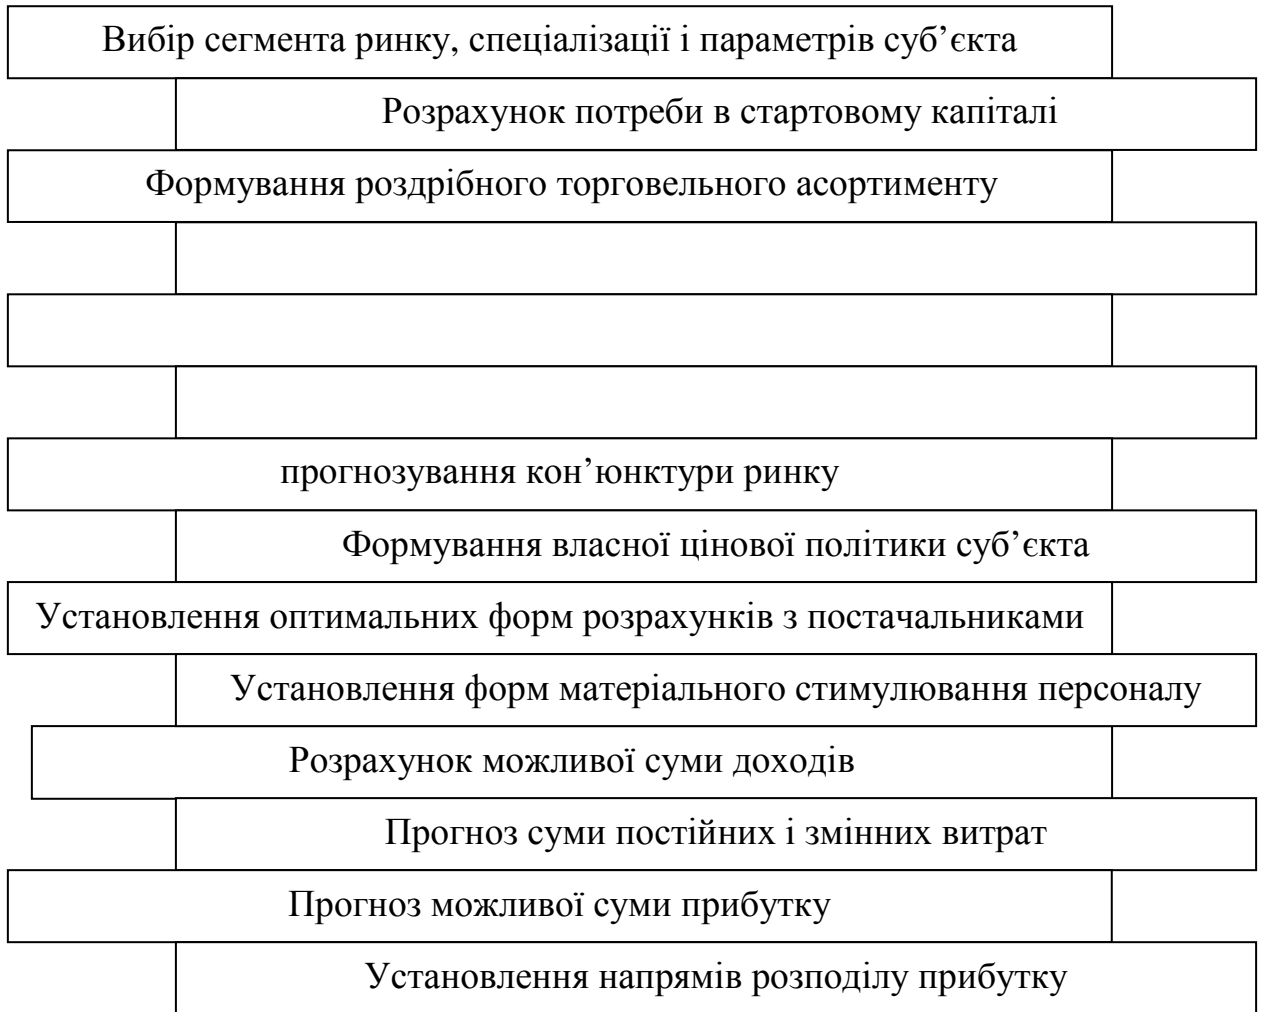 Вибір сегмента ринку, спеціалізації і параметрів суб’єкта
Розрахунок потреби в стартовому капіталі
Формування роздрібного торговельного асортименту
прогнозування кон’юнктури ринку
Формування власної цінової політики суб’єкта
Установлення оптимальних форм розрахунків з постачальниками
Установлення форм матеріального стимулювання персоналу
Розрахунок можливої суми доходів
Прогноз суми постійних і змінних витрат
Прогноз можливої суми прибутку
Установлення напрямів розподілу прибутку